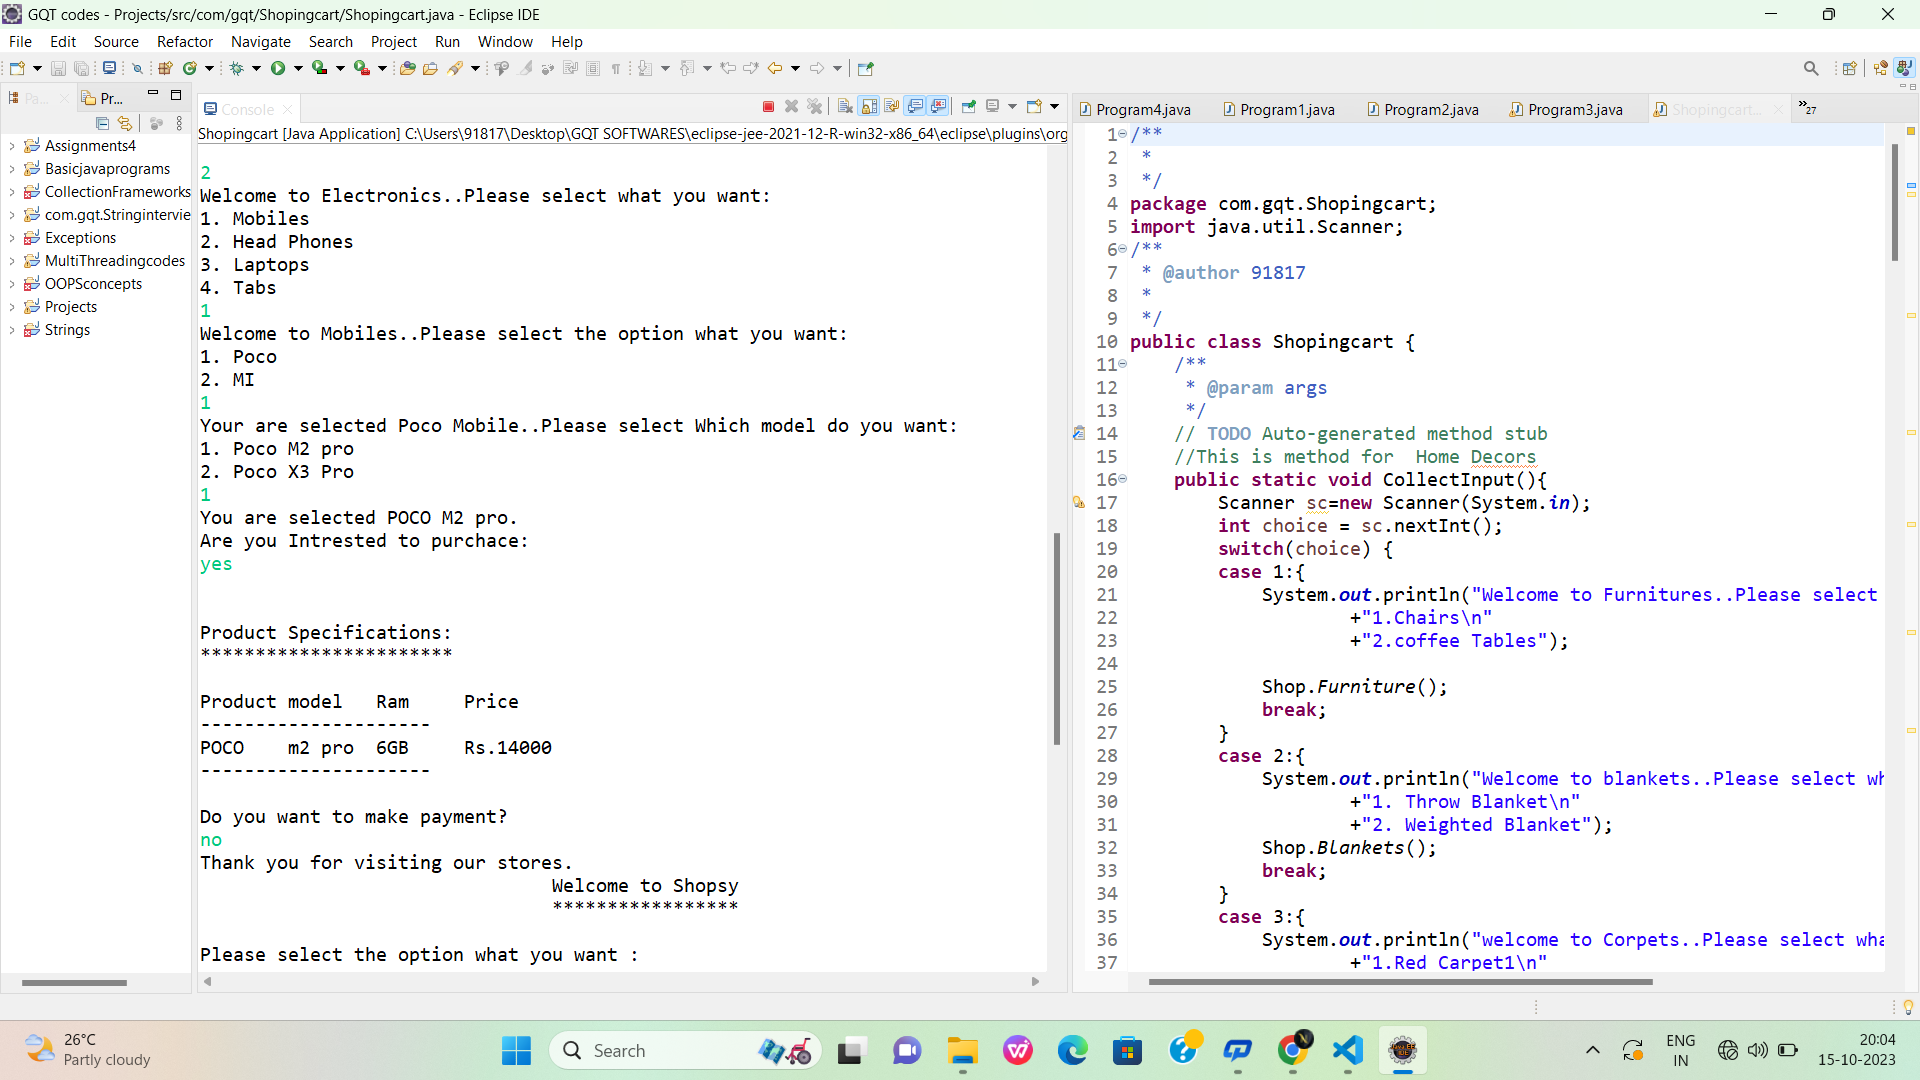 GQT codes - Projects/src/com/gqt/Shopingcart/Shopingcart.java - Eclipse IDE
File Edit Source Refactor Navigate Search Project Run Window Help
Pa... Pr...
Assignments4
Basicjavaprograms
CollectionFrameworks
com.gqt.Stringintervie
Exceptions
MultiThreadingcodes
OOPSconcepts
Projects
Strings
Console
Shopingcart [Java Application] C:\Users\91817\Desktop\GQT SOFTWARES\eclipse-jee-2021-12-R-win32-x86_64\eclipse\plugins\org
2
Welcome to Electronics..Please select what you want:
1. Mobiles
2. Head Phones
3. Laptops
4. Tabs
1
Welcome to Mobiles..Please select the option what you want:
1. Poco
2. MI
1
Your are selected Poco Mobile..Please select Which model do you want:
1. Poco M2 pro
2. Poco X3 Pro
1
You are selected POCO M2 pro.
Are you Intrested to purchace:
yes
Product Specifications:
***********************
Product model Ram Price
---------------------
POCO m2 pro 6GB Rs.14000
---------------------
Do you want to make payment?
no
Thank you for visiting our stores.
Welcome to Shopsy
*****************
Please select the option what you want :
Program4.java Program1.java Program2.java Program3.java Shopingcart... »27
1 /**
2 *
3 */
4 package com.gqt.Shopingcart;
5 import java.util.Scanner;
6 /**
7 * @author 91817
8 *
9 */
10 public class Shopingcart {
11 /**
12 * @param args
13 */
14 // TODO Auto-generated method stub
15 //This is method for Home Decors
16 public static void CollectInput(){
17 Scanner sc=new Scanner(System.in);
18 int choice = sc.nextInt();
19 switch(choice) {
20 case 1:{
21 System.out.println("Welcome to Furnitures..Please select
22 +"1.Chairs\n"
23 +"2.coffee Tables");
24
25 Shop.Furniture();
26 break;
27 }
28 case 2:{
29 System.out.println("Welcome to blankets..Please select wh
30 +"1. Throw Blanket\n"
31 +"2. Weighted Blanket");
32 Shop.Blankets();
33 break;
34 }
35 case 3:{
36 System.out.println("welcome to Corpets..Please select wha
37 +"1.Red Carpet1\n"
26°C
Partly cloudy
Search
ENG
IN
20:04
15-10-2023